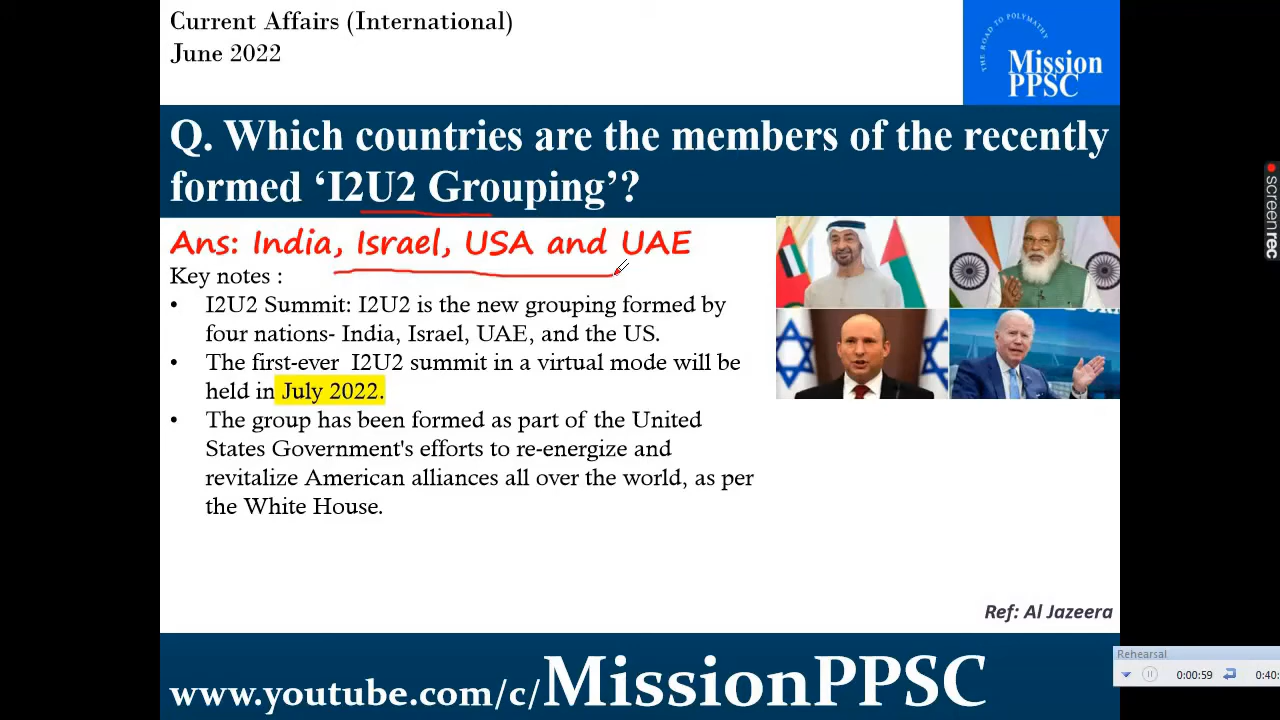 Current Affairs (International)
June 2022
THE ROAD TO POLYMATHY
Mission
PPSC
Q. Which countries are the members of the recently
formed ‘I2U2 Grouping’?
Ans: India, Israel, USA and UAE
Key notes :
• I2U2 Summit: I2U2 is the new grouping formed by
four nations- India, Israel, UAE, and the US.
• The first-ever I2U2 summit in a virtual mode will be
held in July 2022.
• The group has been formed as part of the United
States Government's efforts to re-energize and
revitalize American alliances all over the world, as per
the White House.
Ref: Al Jazeera
www.youtube.com/c/MissionPPSC
screenrec
Rehearsal
0:00:59 0:40: